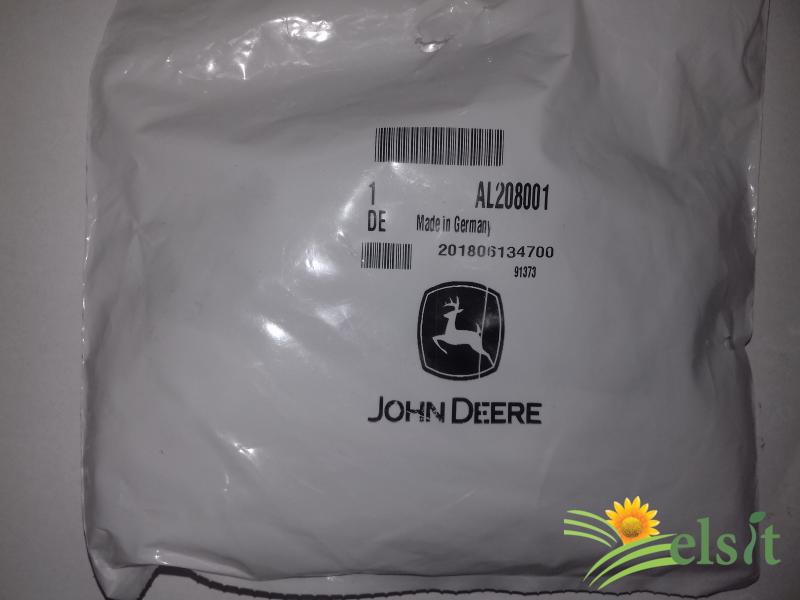 1 AL208001
DE Made in Germany
201806134700
91373
JOHN DEERE
elsit